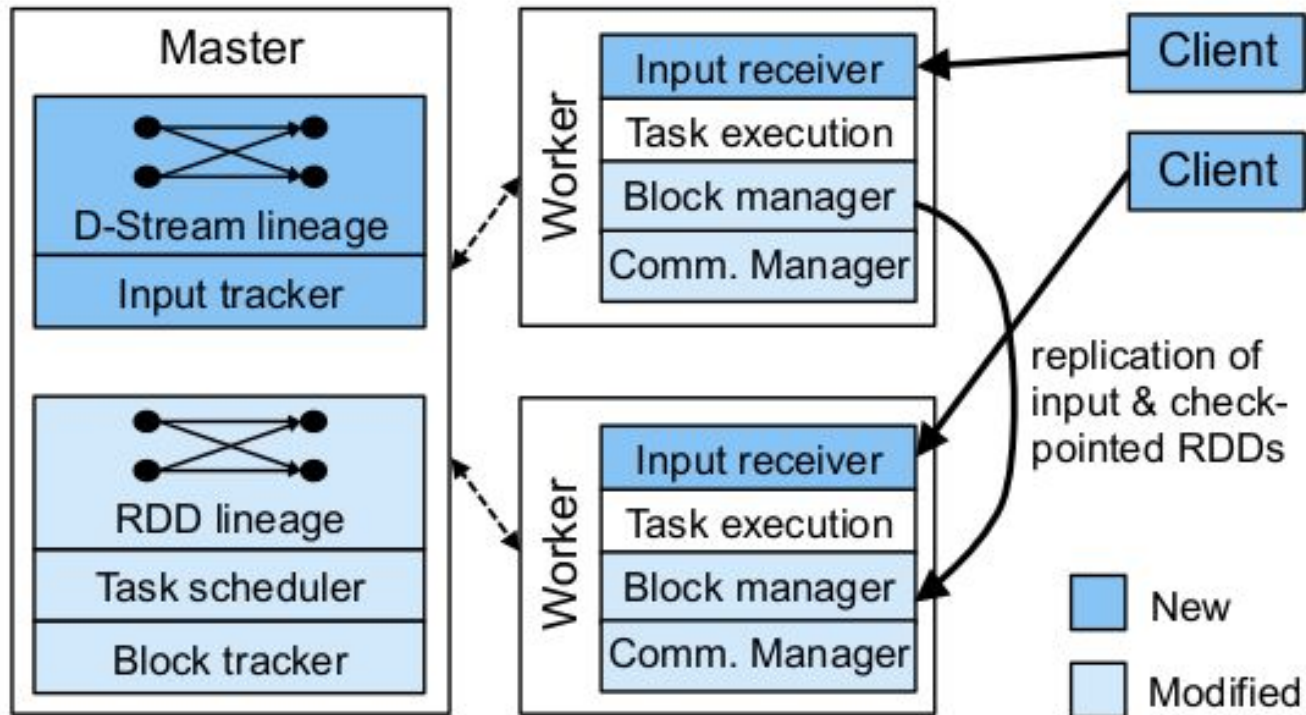 Master
D-Stream lineage
Input tracker
RDD lineage
Task scheduler
Block tracker
Worker
Input receiver
Task execution
Block manager
Comm. Manager
Worker
Input receiver
Task execution
Block manager
Comm. Manager
Client
Client
replication of
input & check-
pointed RDDs
New
Modified